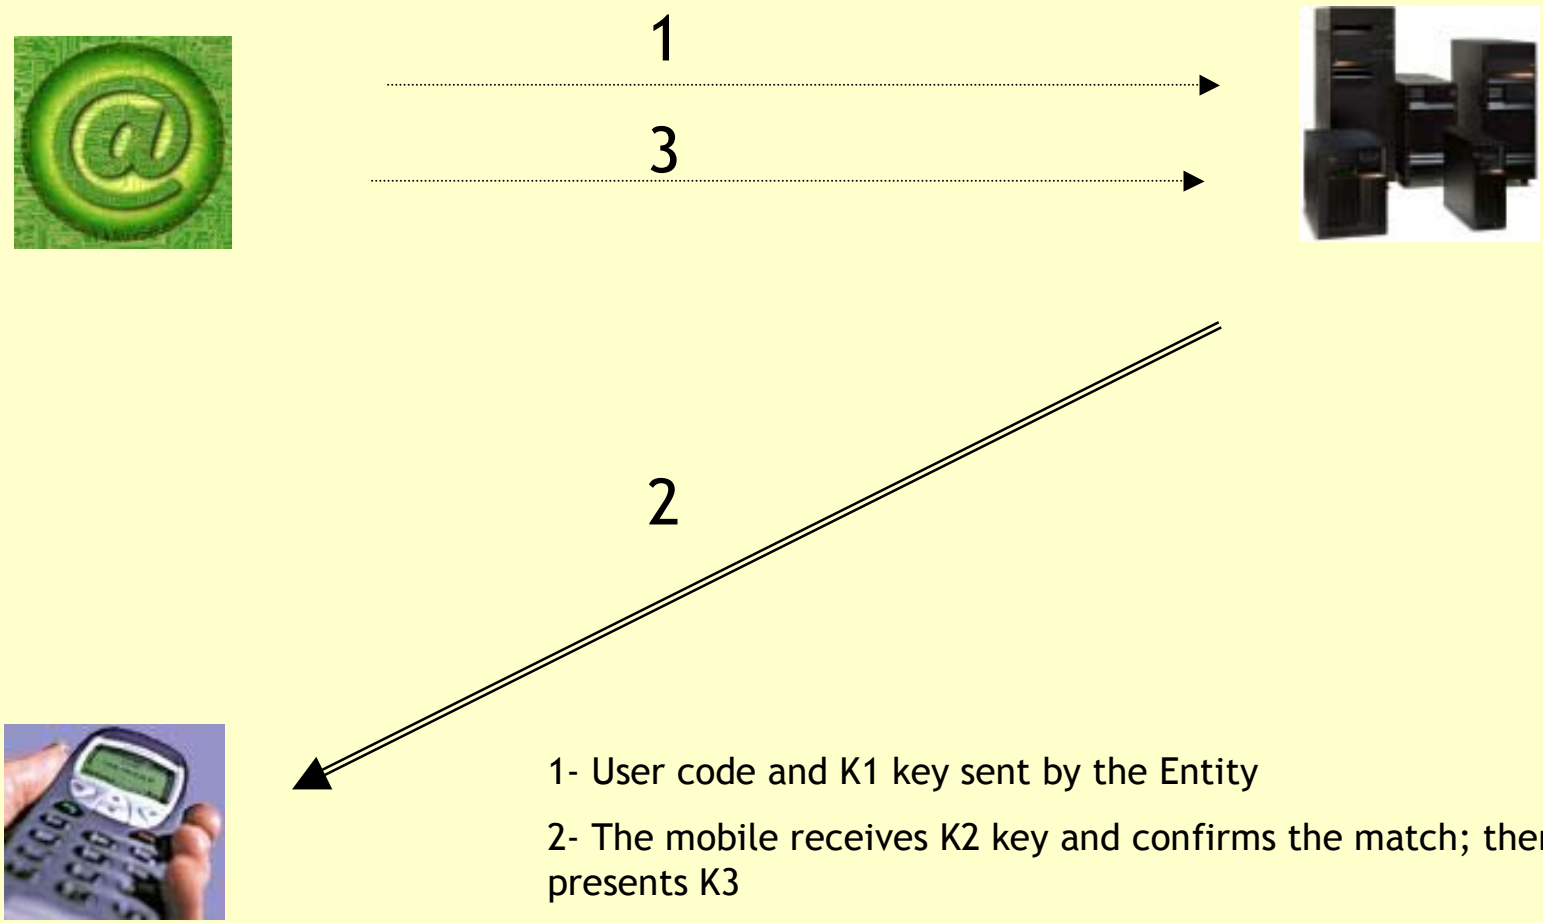 1
3
2
1- User code and K1 key sent by the Entity
2- The mobile receives K2 key and confirms the match;
presents K3